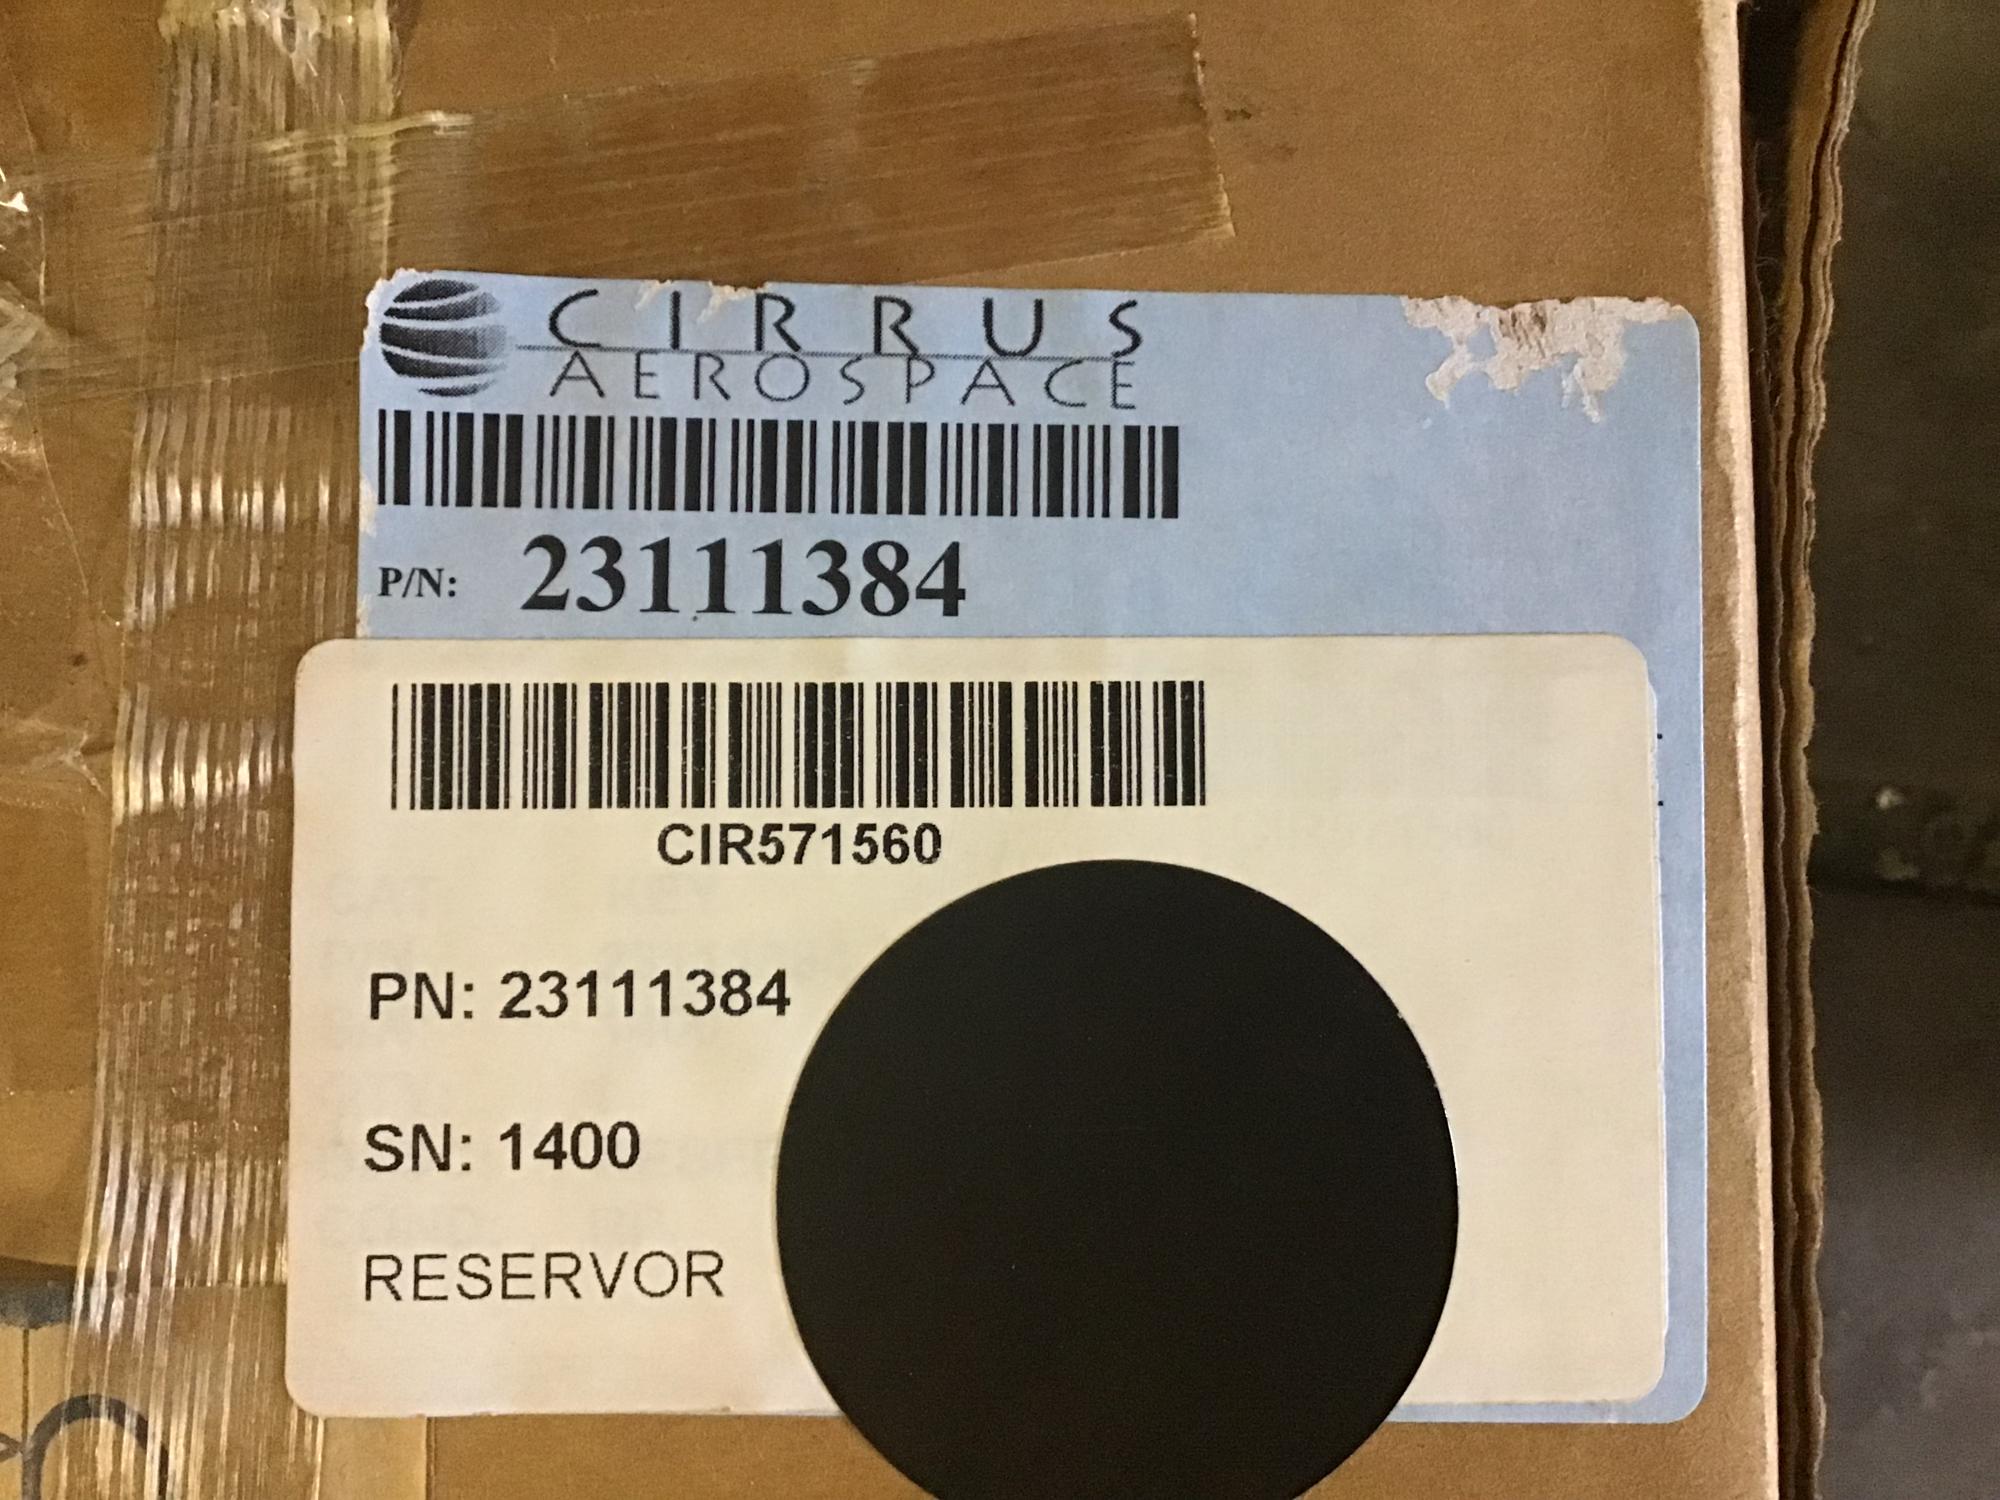 CIRRUS
AEROSPACE
P/N: 23111384
CIR571560
PN: 23111384
SN: 1400
RESERVOR